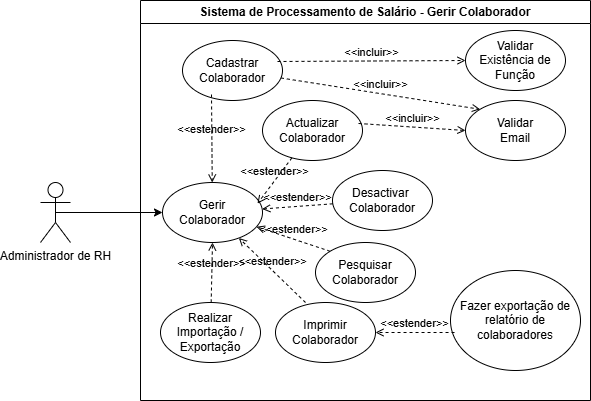 Sistema de Processamento de Salário - Gerir Colaborador
Cadastrar
Colaborador
<<incluir>>
Validar
Existência de
Função
<<incluir>>
<<estender>>
Actualizar
Colaborador
<<incluir>>
Validar
Email
<<estender>>
Gerir
Colaborador
<<estender>>
Desactivar
Colaborador
Administrador de RH
<<estender>>
Pesquisar
Colaborador
<<estender>>
<<estender>>
Realizar
Importação /
Exportação
Imprimir
Colaborador
<<estender>>
Fazer exportação de
relatório de
colaboradores